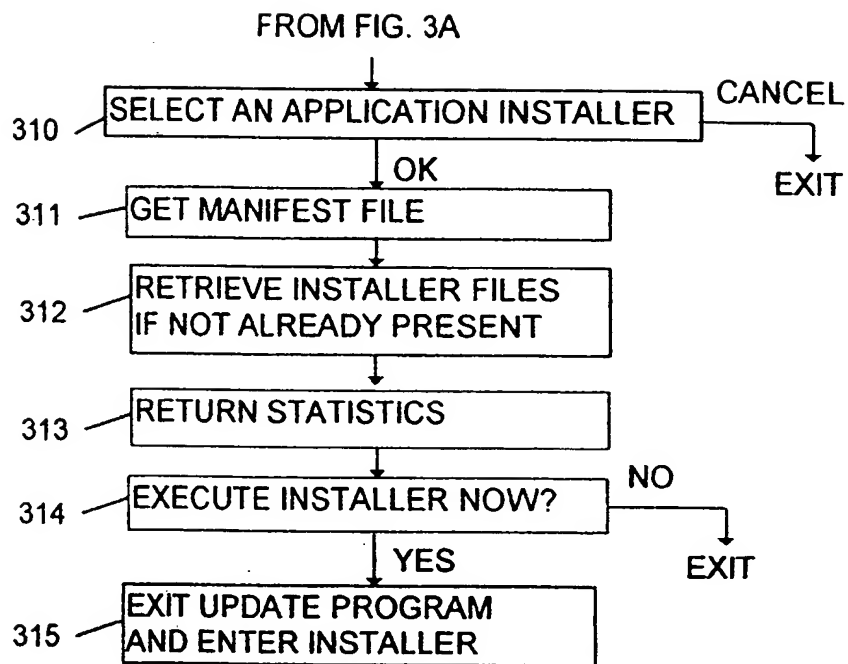 FROM FIG. 3A
310
SELECT AN APPLICATION INSTALLER
CANCEL
EXIT
OK
311
GET MANIFEST FILE
312
RETRIEVE INSTALLER FILES
IF NOT ALREADY PRESENT
313
RETURN STATISTICS
314
EXECUTE INSTALLER NOW?
NO
EXIT
YES
315
EXIT UPDATE PROGRAM
AND ENTER INSTALLER